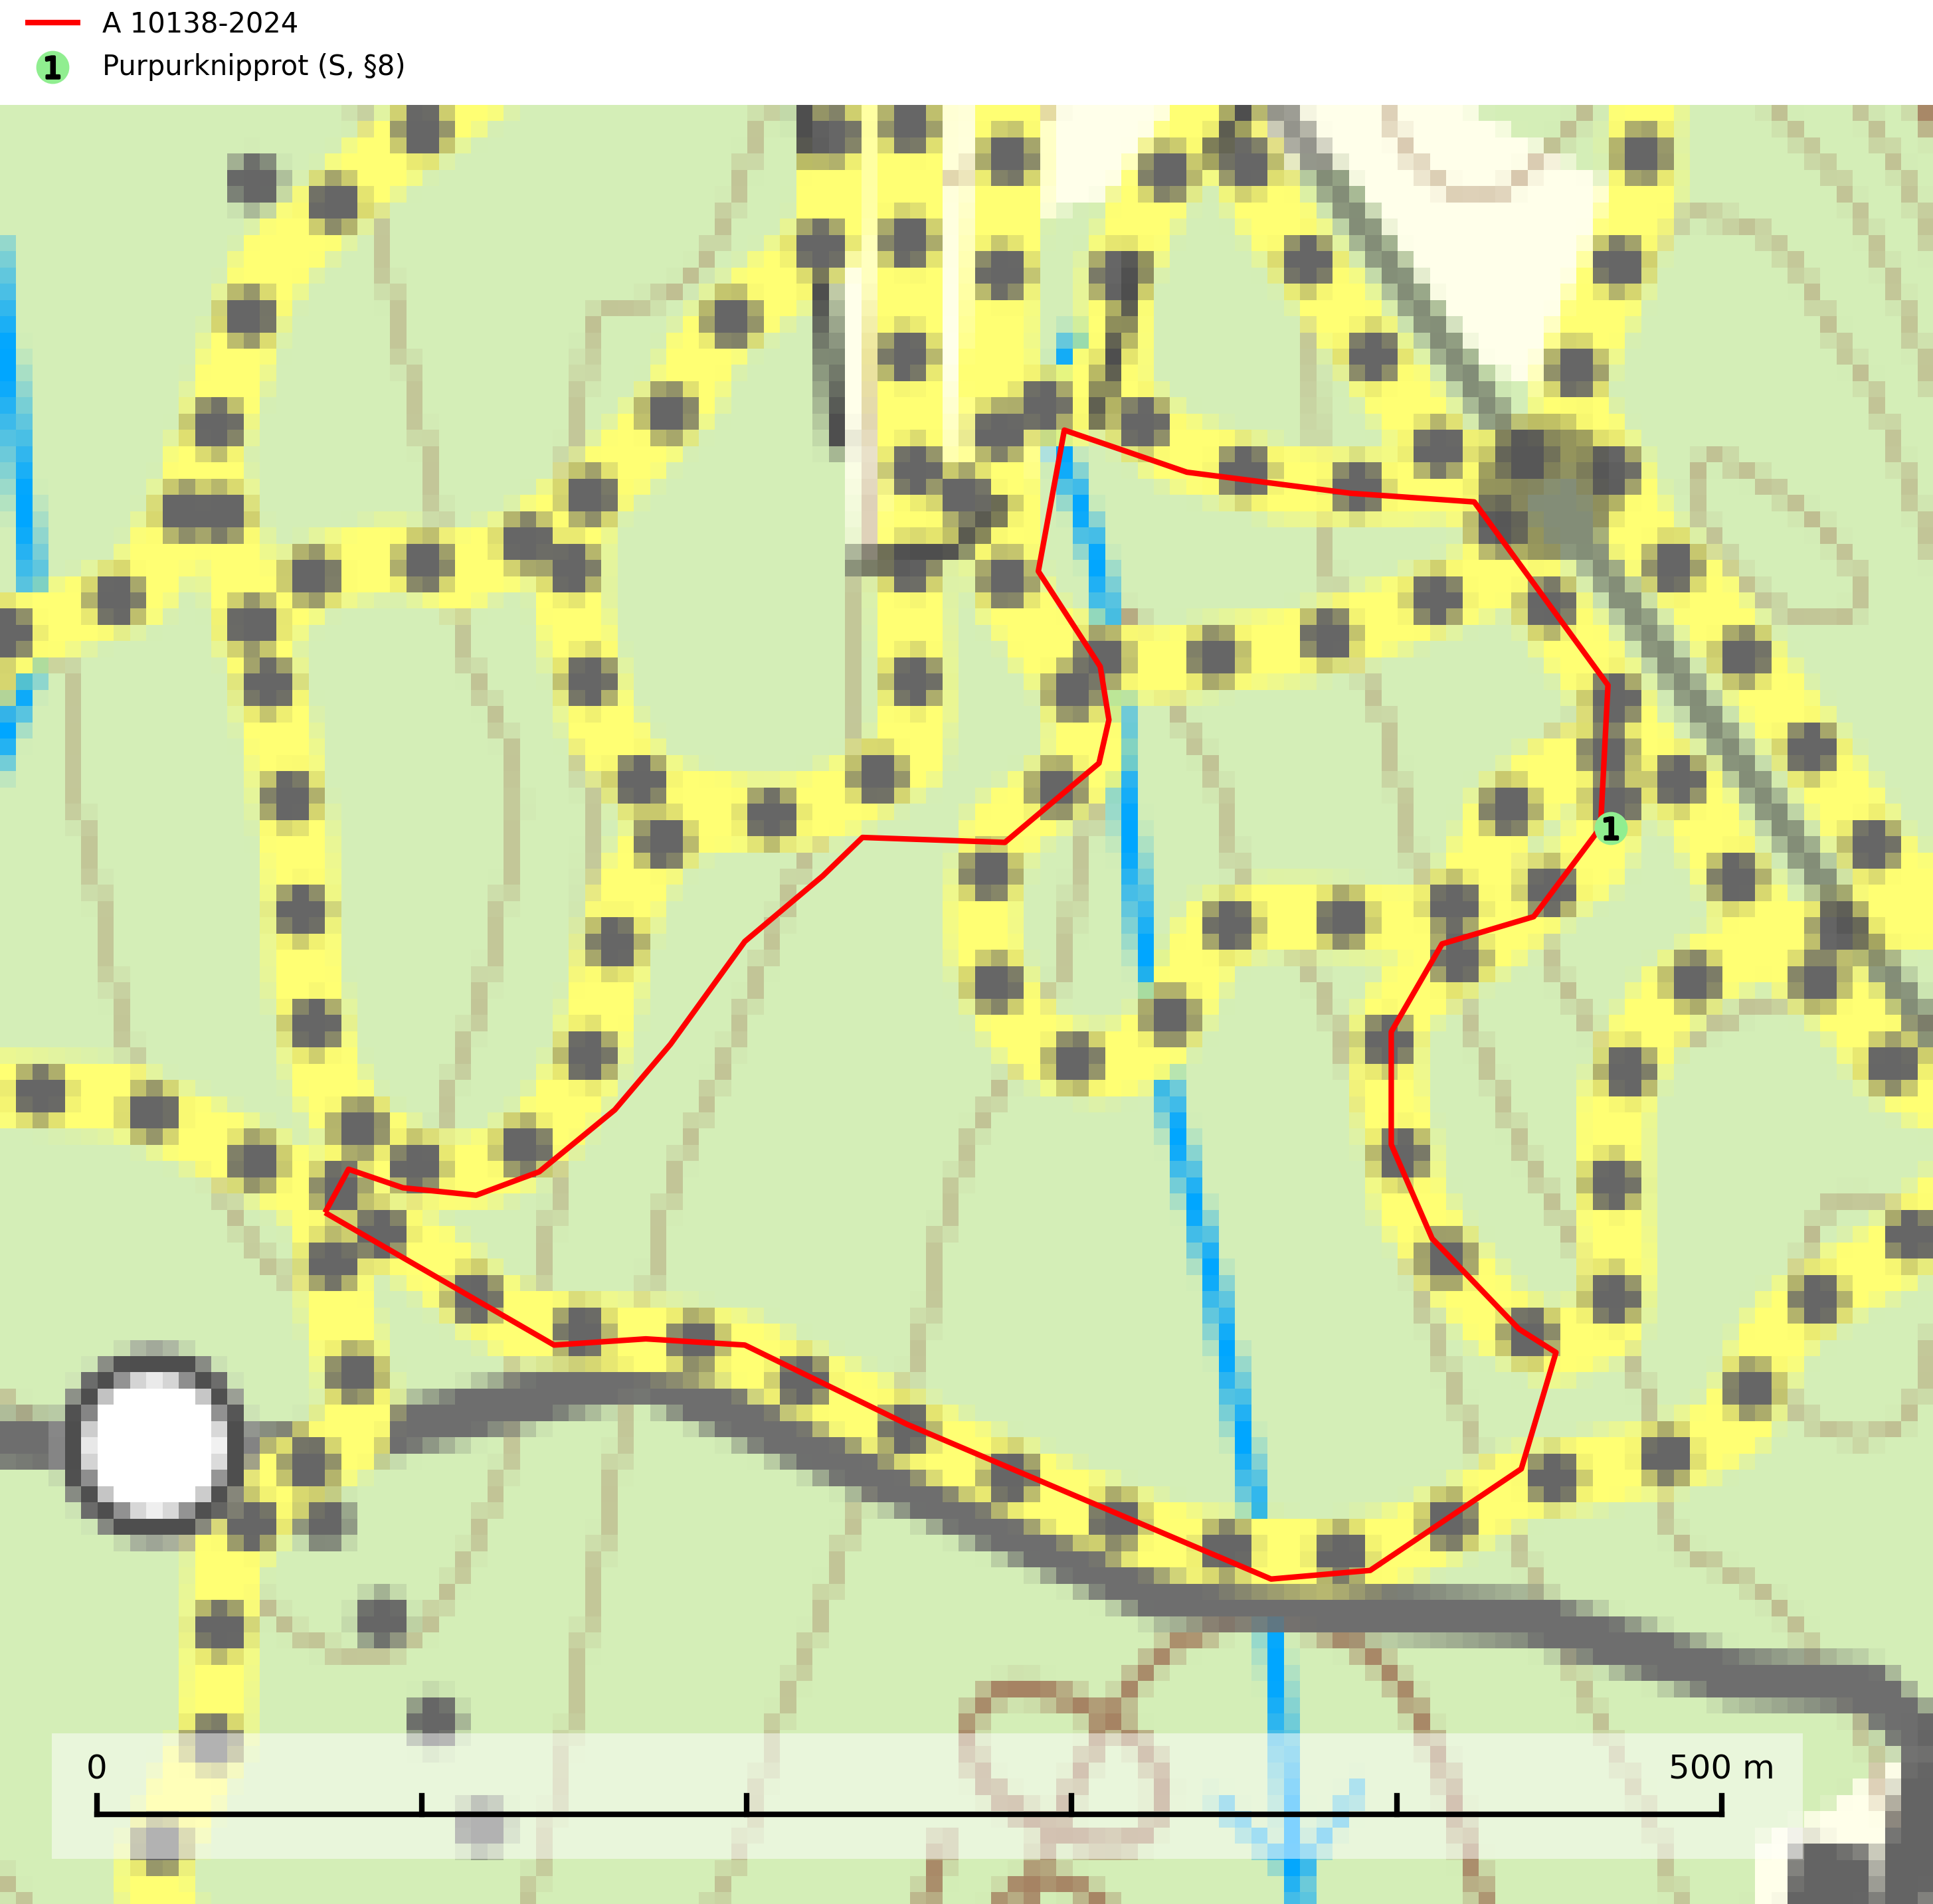 A 10138-2024
1 Purpurknipprot (S, §8)
1
0 500 m